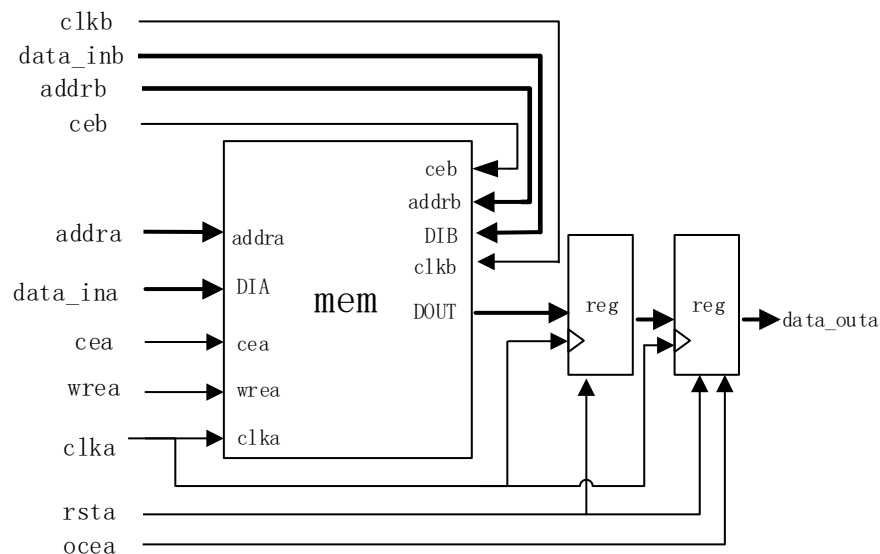 clkb
data_inb
addrb
ceb
ceb
addrb
DIB
clkb
addra
addra
data_ina
DIA
mem
DOUT
reg
reg
data_outa
cea
cea
wrea
wrea
clka
clka
rsta
ocea